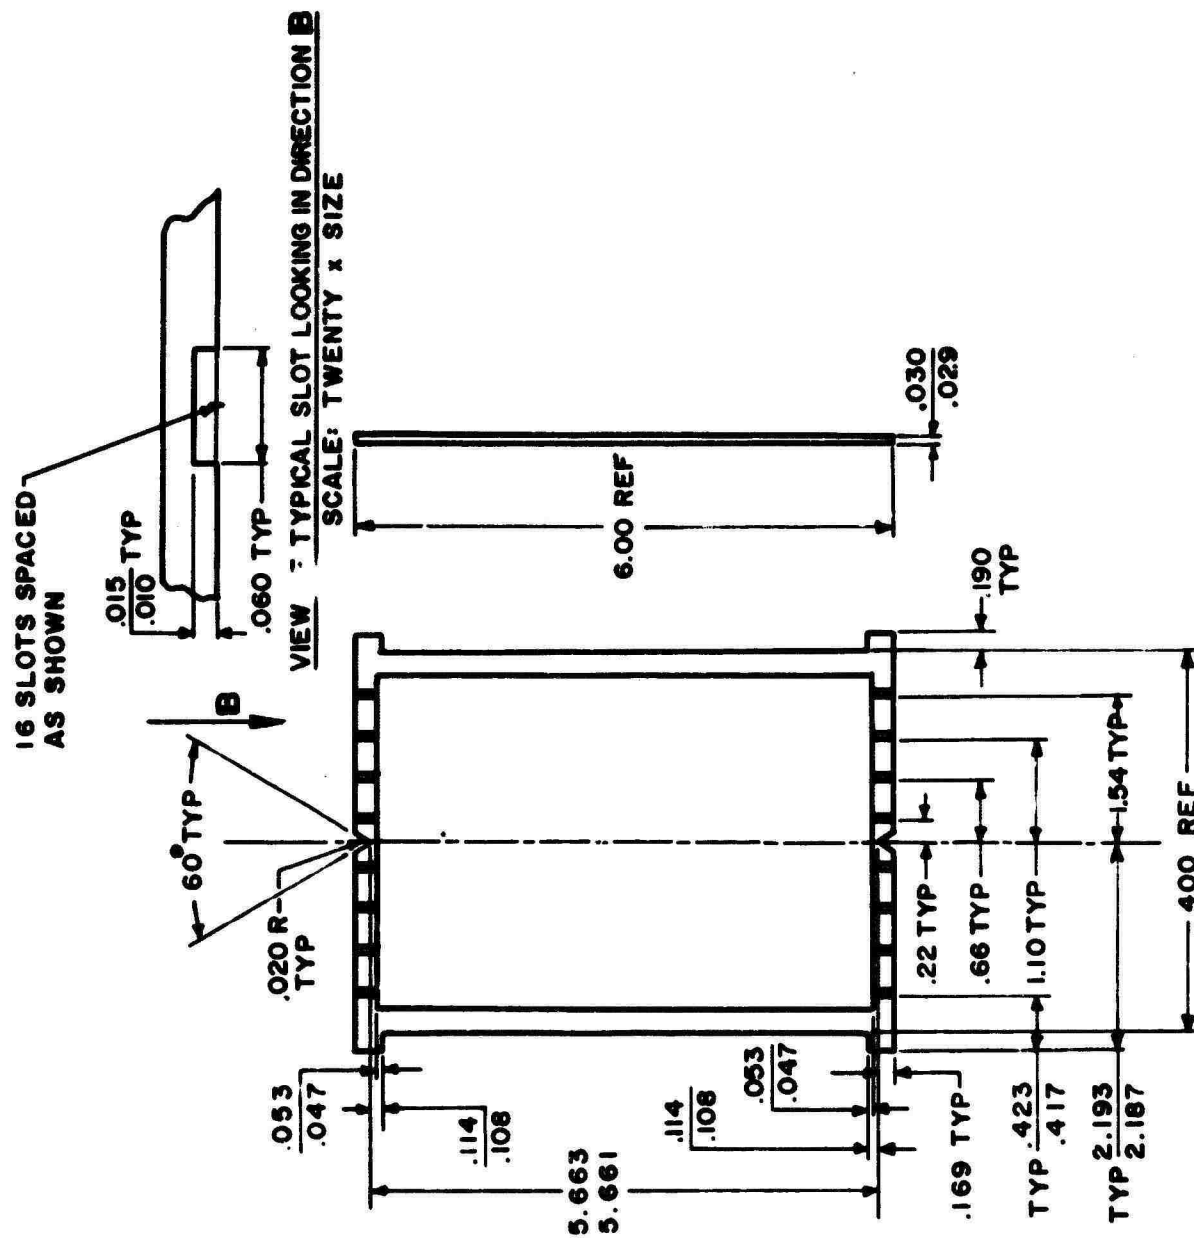 16 SLOTS SPACED
AS SHOWN
.015
.010
TYP
.060 TYP
VIEW - TYPICAL SLOT LOOKING IN DIRECTION B
SCALE: TWENTY x SIZE
B
60° TYP
.020 R
TYP
6.00 REF
.030
.029
.190
TYP
.053
.047
.114
.108
5.663
5.661
.114
.108
.053
.047
.169 TYP
.22 TYP
.66 TYP
1.10 TYP
1.54 TYP
TYP .423
.417
TYP 2.193
2.187
400 REF